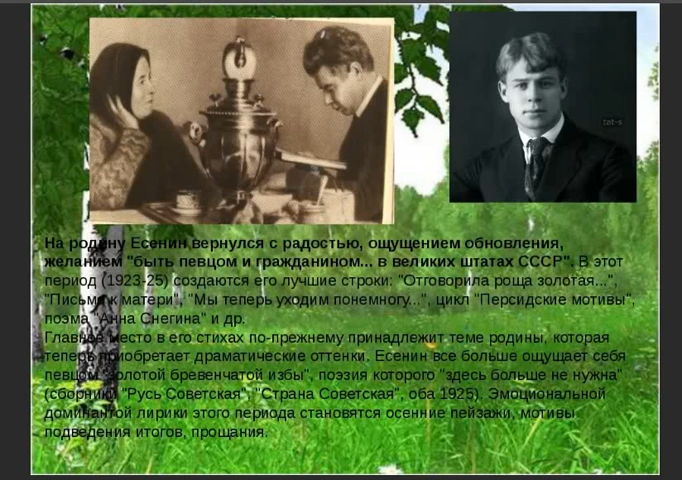 tat-s
На родину Есенин вернулся с радостью, ощущением обновления,
желанием "быть певцом и гражданином... в великих штатах СССР". В этот
период (1923-25) создаются его лучшие строки: "Отговорила роща золотая...",
"Письмо к матери", "Мы теперь уходим понемногу...", цикл "Персидские мотивы",
поэма "Анна Снегина" и др.
Главное место в его стихах по-прежнему принадлежит теме родины, которая
теперь приобретает драматические оттенки. Есенин все больше ощущает себя
певцом "золотой бревенчатой избы", поэзия которого "здесь больше не нужна"
(сборники "Русь Советская", "Страна Советская", оба 1925). Эмоциональной
доминантой лирики этого периода становятся осенние пейзажи, мотивы
подведения итогов, прощания.